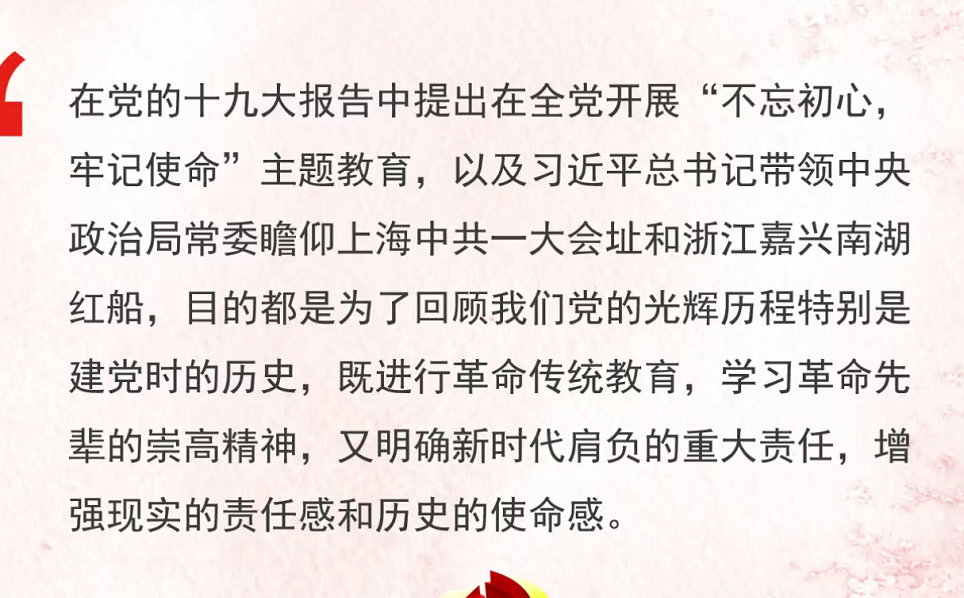 在党的十九大报告中提出在全党开展“不忘初心，
牢记使命”主题教育，以及习近平总书记带领中央
政治局常委瞻仰上海中共一大会址和浙江嘉兴南湖
红船，目的都是为了回顾我们党的光辉历程特别是
建党时的历史，既进行革命传统教育，学习革命先
辈的崇高精神，又明确新时代肩负的重大责任，增
强现实的责任感和历史的使命感。